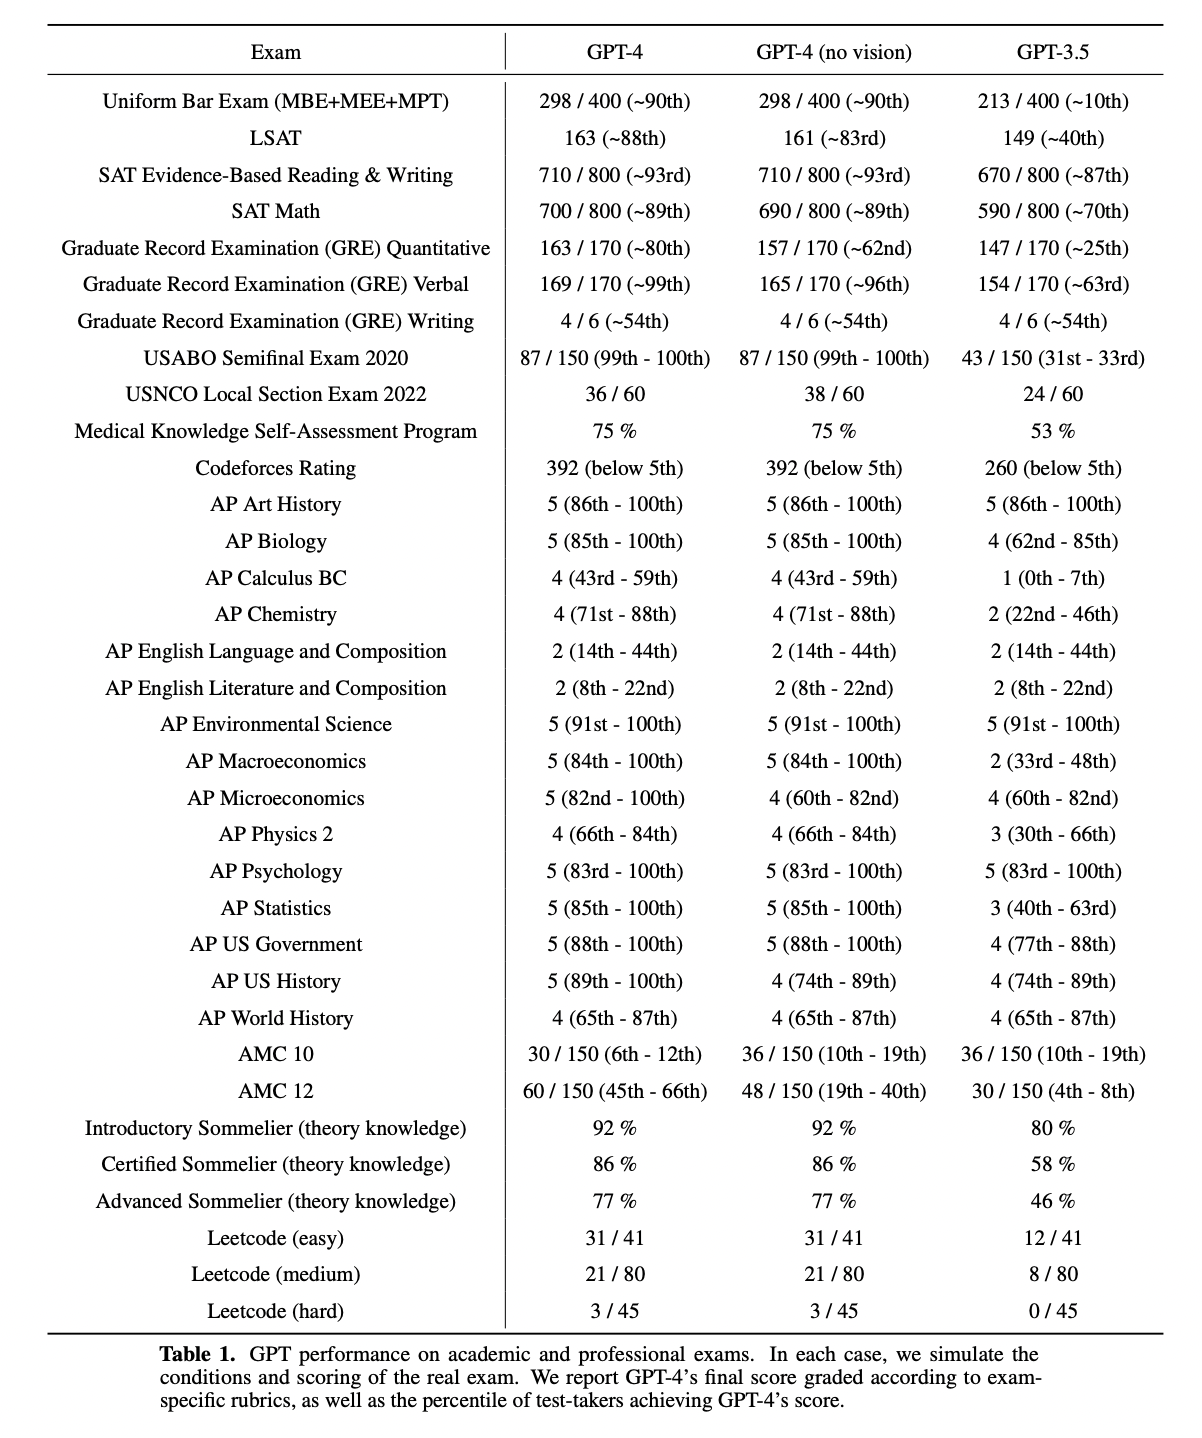 Exam GPT-4 GPT-4 (no vision) GPT-3.5
Uniform Bar Exam (MBE+MEE+MPT) 298 / 400 (~90th) 298 / 400 (~90th) 213 / 400 (~10th)
LSAT 163 (~88th) 161 (~83rd) 149 (~40th)
SAT Evidence-Based Reading & Writing 710 / 800 (~93rd) 710 / 800 (~93rd) 670 / 800 (~87th)
SAT Math 700 / 800 (~89th) 690 / 800 (~89th) 590 / 800 (~70th)
Graduate Record Examination (GRE) Quantitative 163 / 170 (~80th) 157 / 170 (~62nd) 147 / 170 (~25th)
Graduate Record Examination (GRE) Verbal 169 / 170 (~99th) 165 / 170 (~96th) 154 / 170 (~63rd)
Graduate Record Examination (GRE) Writing 4 / 6 (~54th) 4 / 6 (~54th) 4 / 6 (~54th)
USABO Semifinal Exam 2020 87 / 150 (99th - 100th) 87 / 150 (99th - 100th) 43 / 150 (31st - 33rd)
USNCO Local Section Exam 2022 36 / 60 38 / 60 24 / 60
Medical Knowledge Self-Assessment Program 75 % 75 % 53 %
Codeforces Rating 392 (below 5th) 392 (below 5th) 260 (below 5th)
AP Art History 5 (86th - 100th) 5 (86th - 100th) 5 (86th - 100th)
AP Biology 5 (85th - 100th) 5 (85th - 100th) 4 (62nd - 85th)
AP Calculus BC 4 (43rd - 59th) 4 (43rd - 59th) 1 (0th - 7th)
AP Chemistry 4 (71st - 88th) 4 (71st - 88th) 2 (22nd - 46th)
AP English Language and Composition 2 (14th - 44th) 2 (14th - 44th) 2 (14th - 44th)
AP English Literature and Composition 2 (8th - 22nd) 2 (8th - 22nd) 2 (8th - 22nd)
AP Environmental Science 5 (91st - 100th) 5 (91st - 100th) 5 (91st - 100th)
AP Macroeconomics 5 (84th - 100th) 5 (84th - 100th) 2 (33rd - 48th)
AP Microeconomics 5 (82nd - 100th) 4 (60th - 82nd) 4 (60th - 82nd)
AP Physics 2 4 (66th - 84th) 4 (66th - 84th) 3 (30th - 66th)
AP Psychology 5 (83rd - 100th) 5 (83rd - 100th) 5 (83rd - 100th)
AP Statistics 5 (85th - 100th) 5 (85th - 100th) 3 (40th - 63rd)
AP US Government 5 (88th - 100th) 5 (88th - 100th) 4 (77th - 88th)
AP US History 5 (89th - 100th) 4 (74th - 89th) 4 (74th - 89th)
AP World History 4 (65th - 87th) 4 (65th - 87th) 4 (65th - 87th)
AMC 10 30 / 150 (6th - 12th) 36 / 150 (10th - 19th) 36 / 150 (10th - 19th)
AMC 12 60 / 150 (45th - 66th) 48 / 150 (19th - 40th) 30 / 150 (4th - 8th)
Introductory Sommelier (theory knowledge) 92 % 92 % 80 %
Certified Sommelier (theory knowledge) 86 % 86 % 58 %
Advanced Sommelier (theory knowledge) 77 % 77 % 46 %
Leetcode (easy) 31 / 41 31 / 41 12 / 41
Leetcode (medium) 21 / 80 21 / 80 8 / 80
Leetcode (hard) 3 / 45 3 / 45 0 / 45
Table 1. GPT performance on academic and professional exams. In each case, we simulate the
conditions and scoring of the real exam. We report GPT-4's final score graded according to exam-
specific rubrics, as well as the percentile of test-takers achieving GPT-4's score.